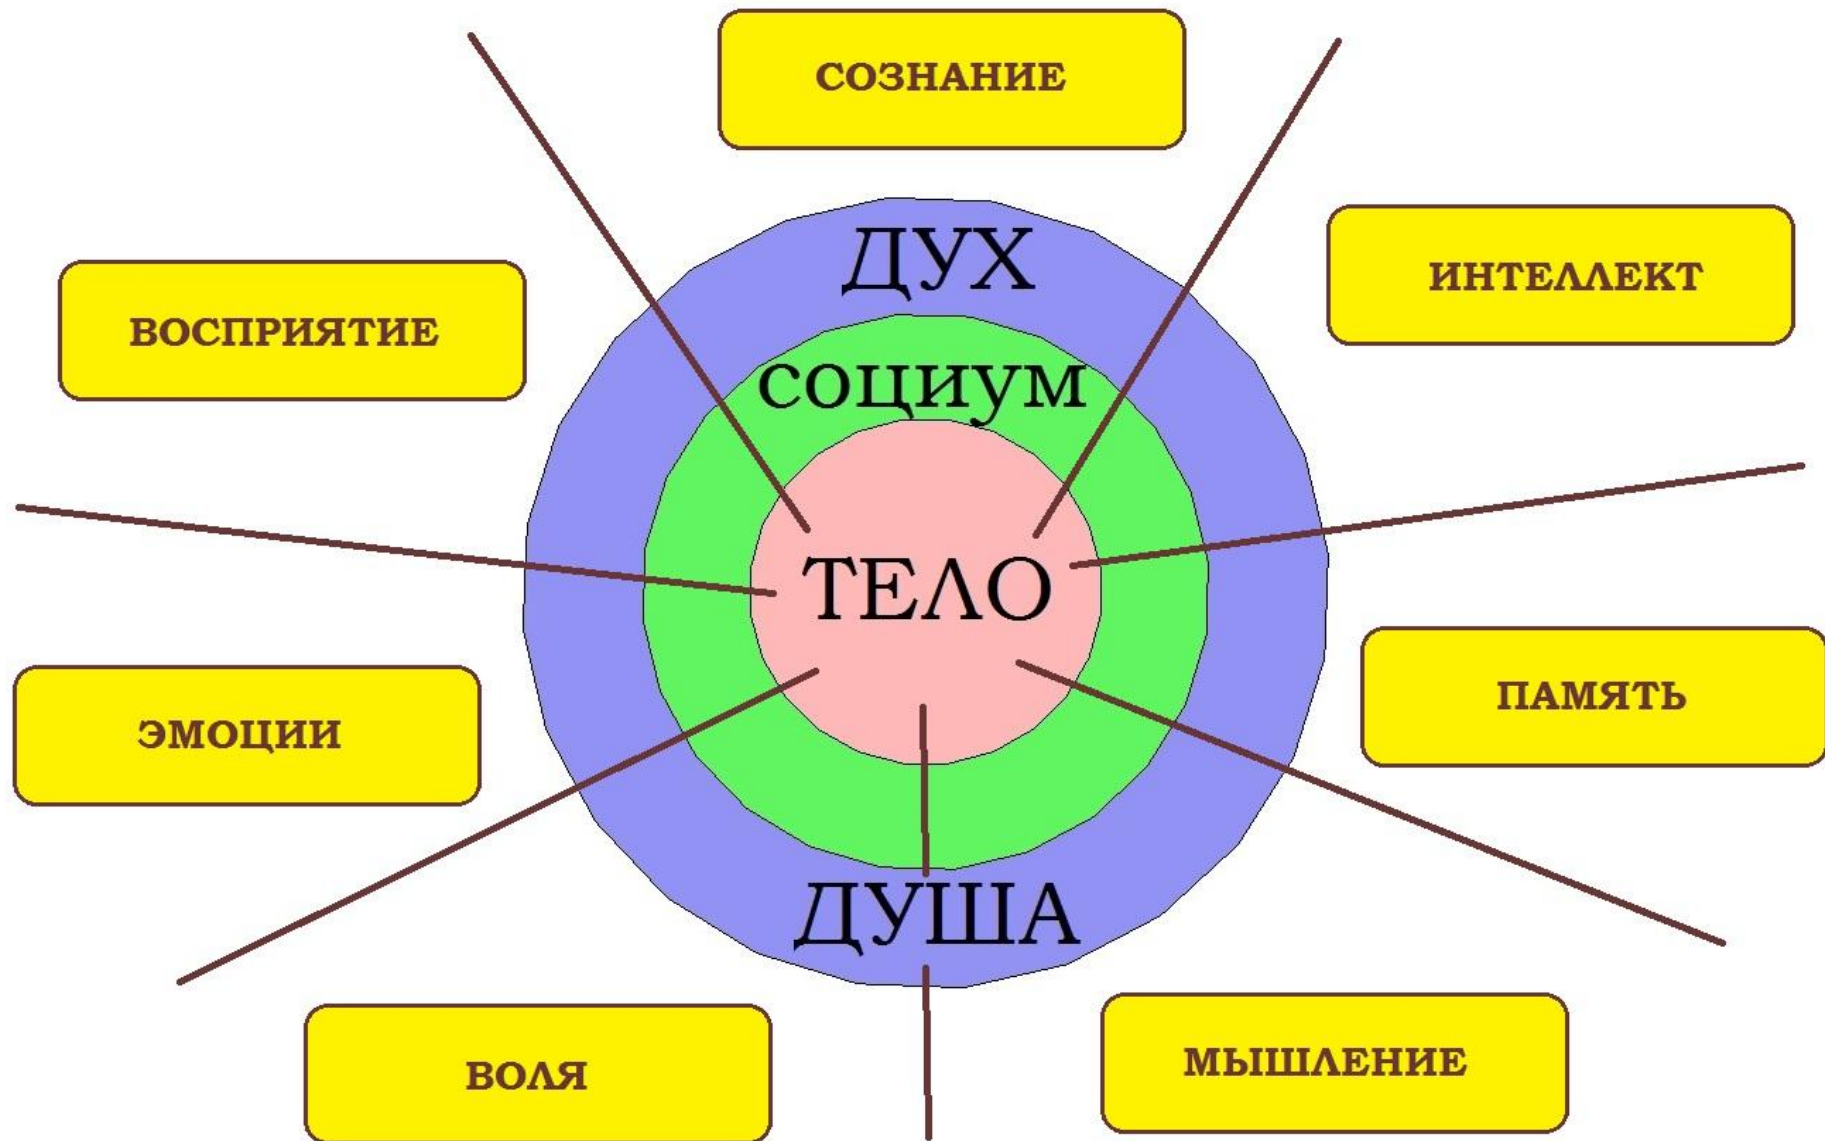 СОЗНАНИЕ
ДУХ
ИНТЕЛЛЕКТ
ВОСПРИЯТИЕ
социум
ТЕЛО
ПАМЯТЬ
ЭМОЦИИ
ДУША
МЫШЛЕНИЕ
ВОЛЯ